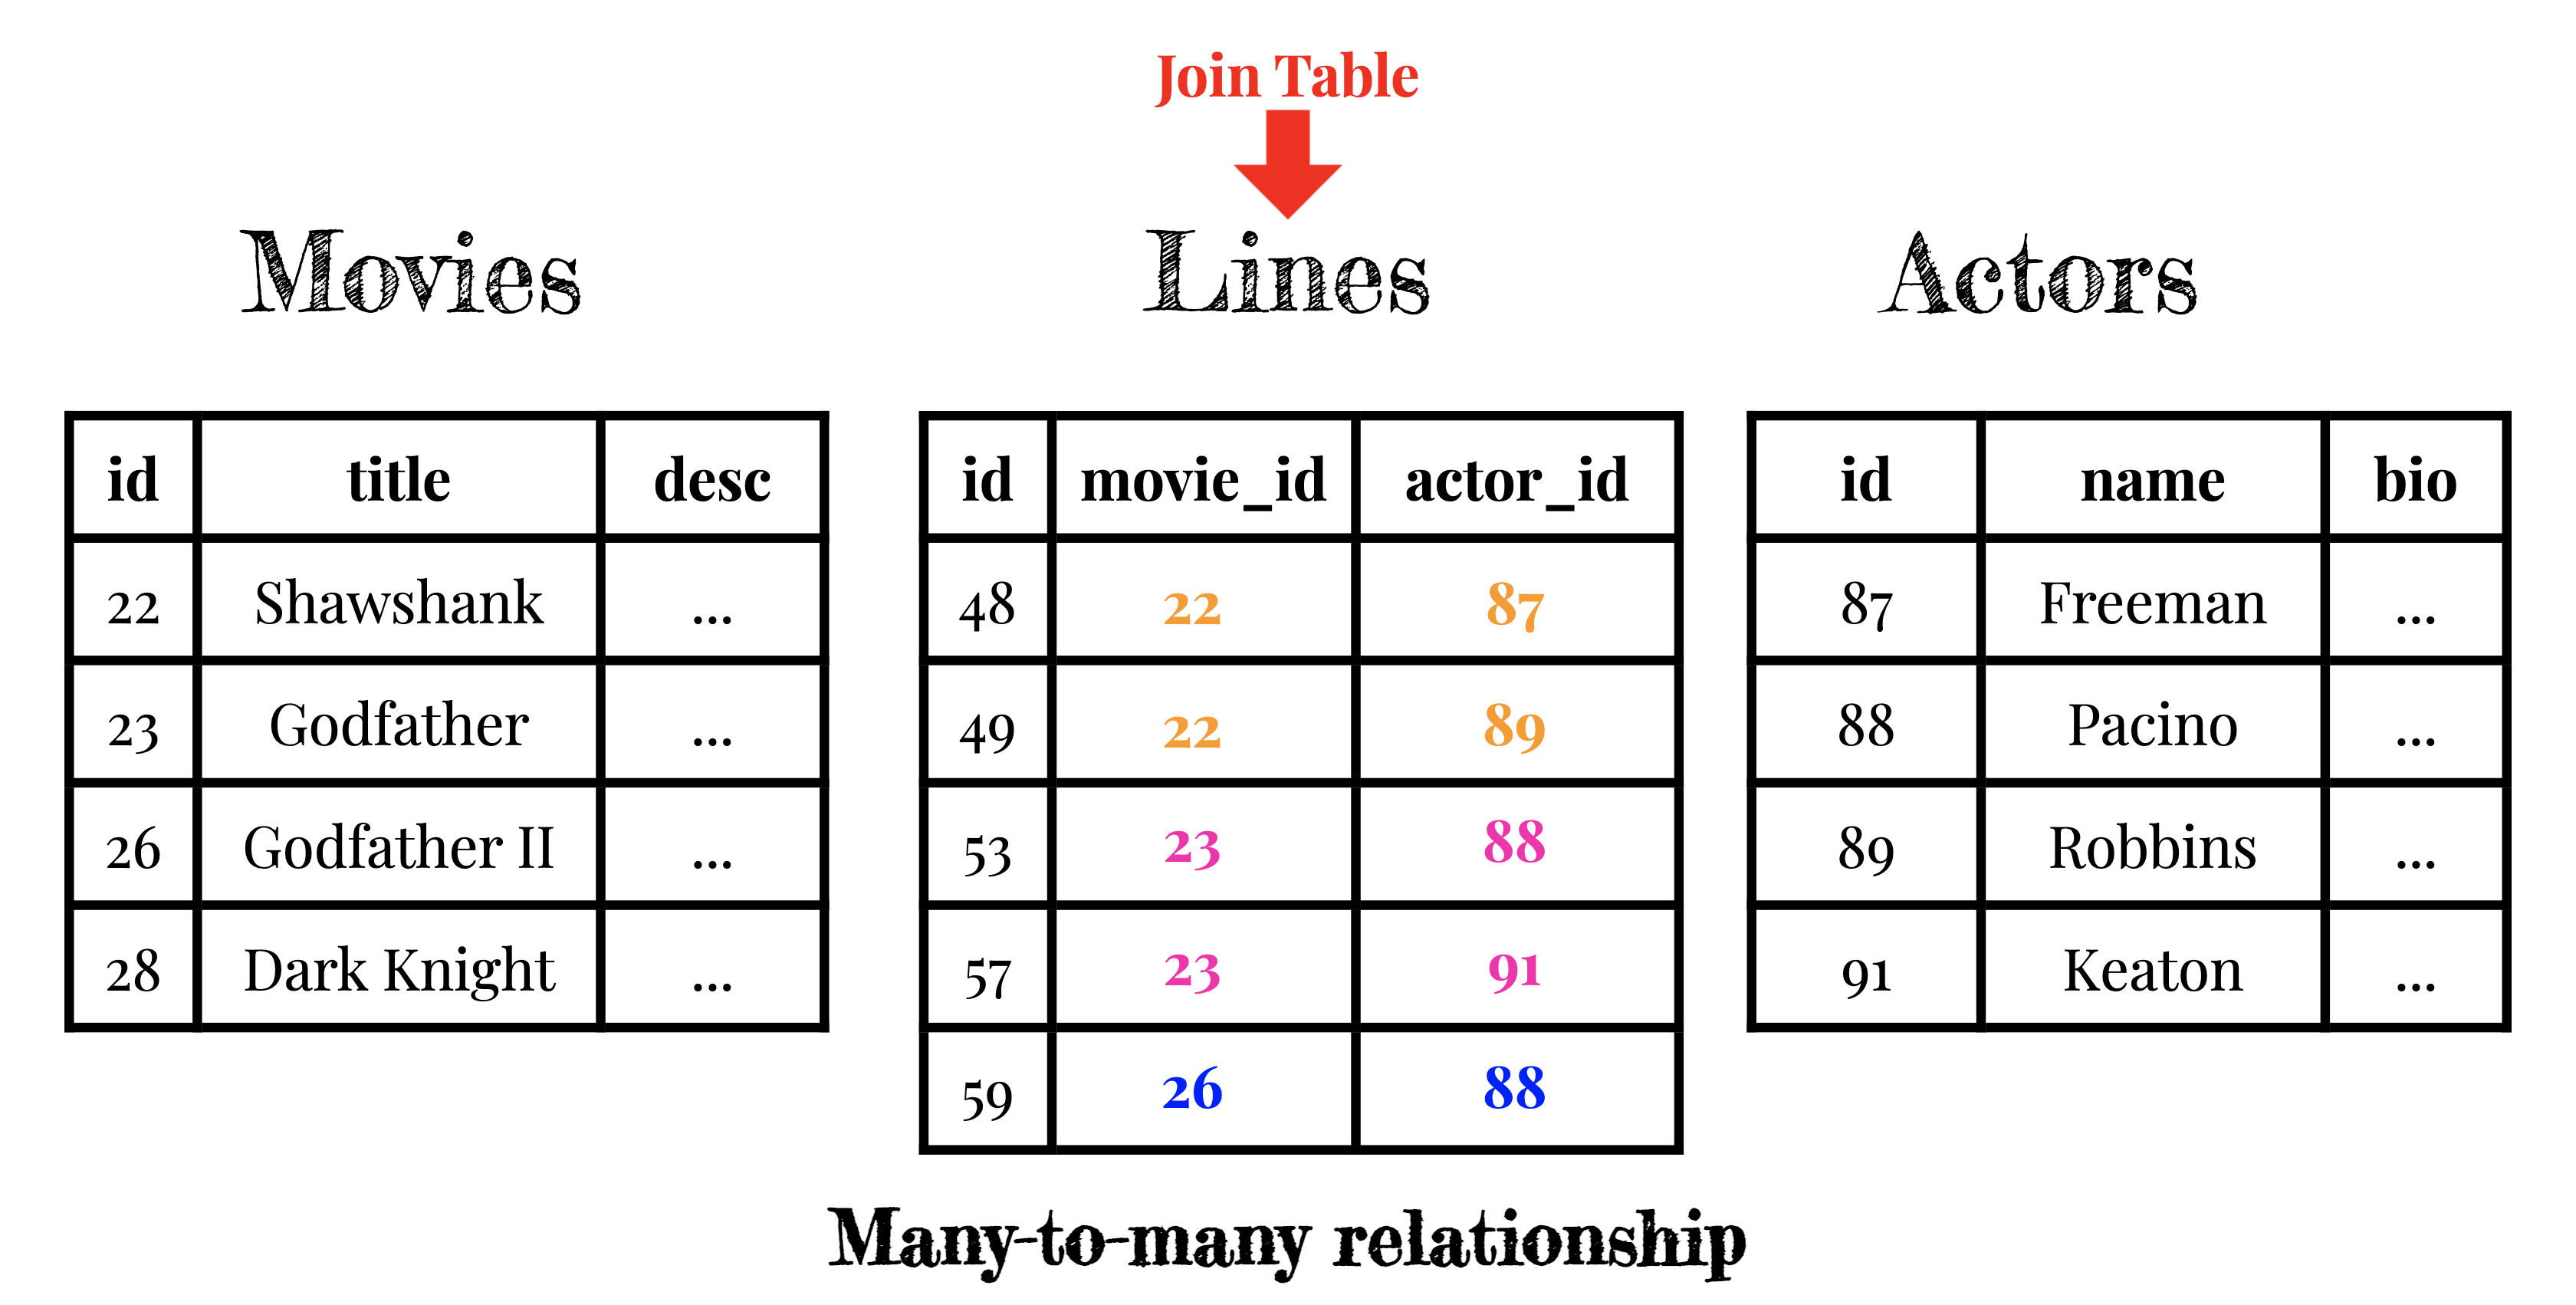 Join Table
Movies
Lines
Actors
id title desc
22 Shawshank ...
23 Godfather ...
26 Godfather II ...
28 Dark Knight ...
id movie_id actor_id
48 22 87
49 22 89
53 23 88
57 23 91
59 26 88
id name bio
87 Freeman ...
88 Pacino ...
89 Robbins ...
91 Keaton ...
Many-to-many relationship